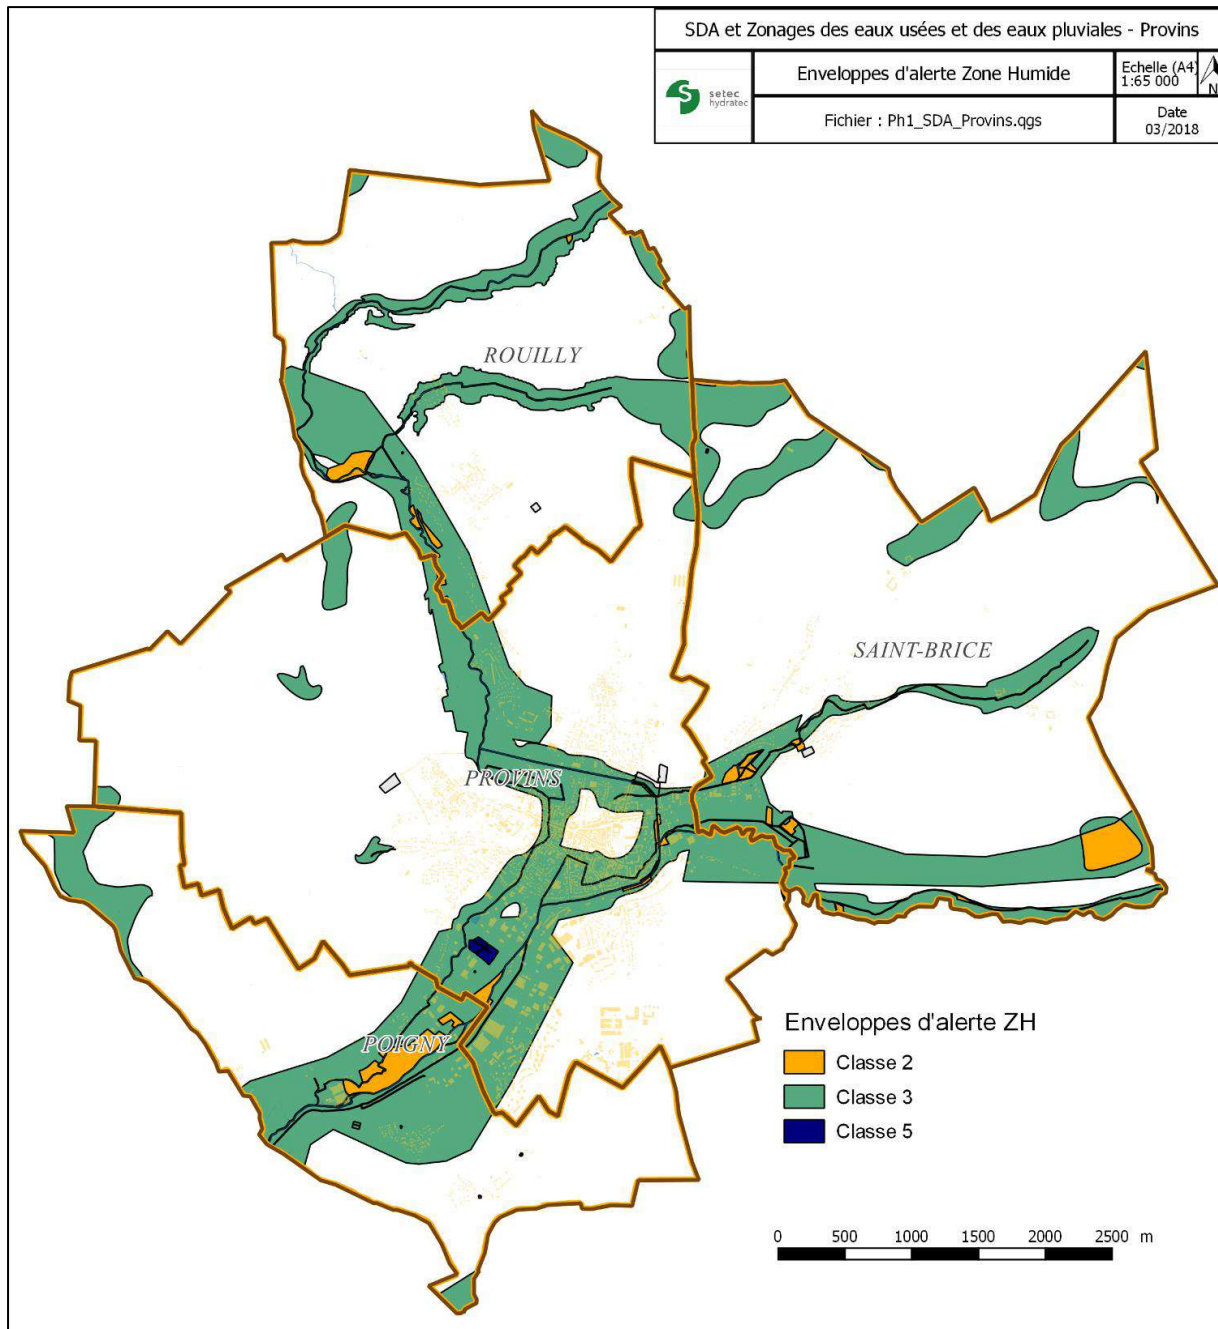 SDA et Zonages des eaux usées et des eaux pluviales - Provins
setec
hydratec
Enveloppes d'alerte Zone Humide
Echelle (A4)
1:65 000
N
Fichier : Ph1_SDA_Provins.qgs
Date
03/2018
ROUILLY
SAINT-BRICE
PROVINS
POIGNY
Enveloppes d'alerte ZH
Classe 2
Classe 3
Classe 5
0 500 1000 1500 2000 2500 m